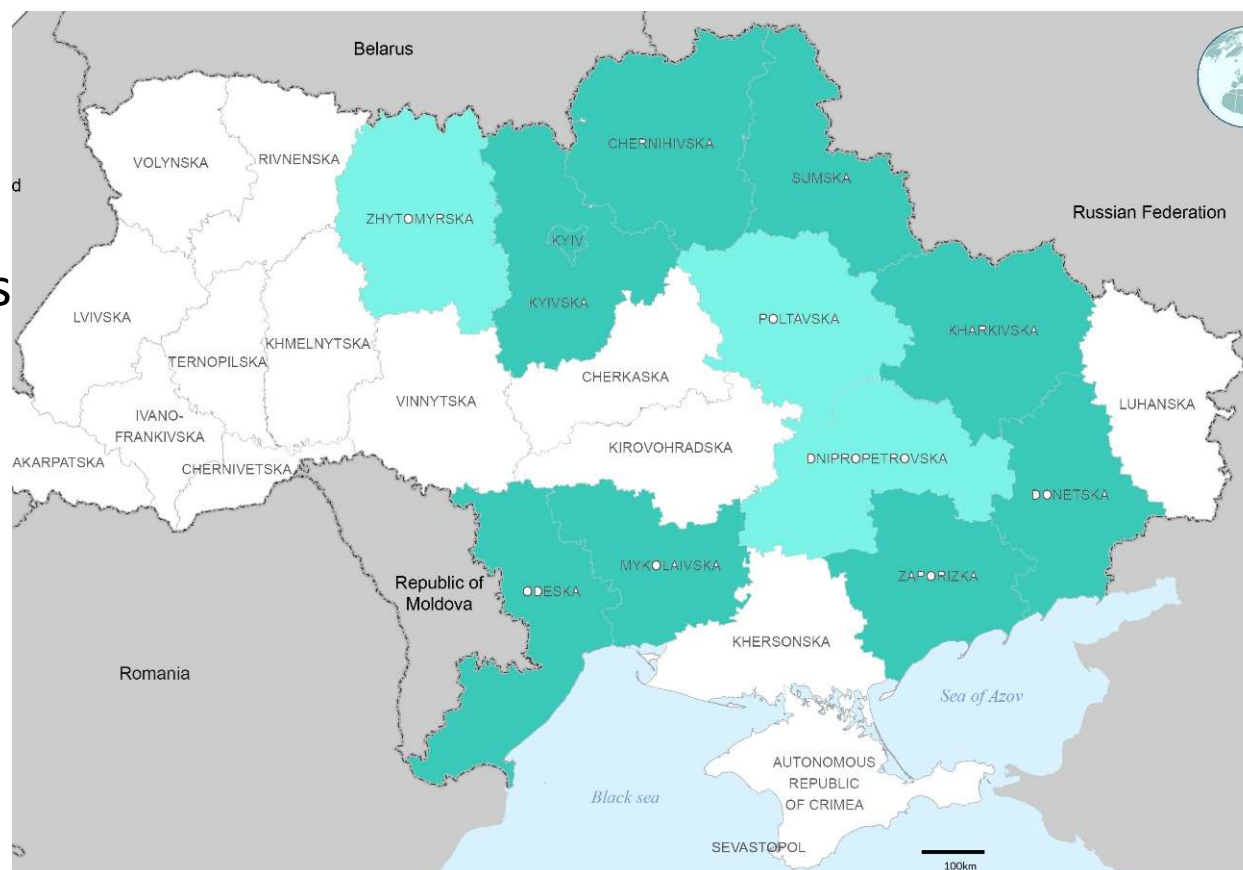 Belarus
CHERNIHIVSKA
VOLYNSKA
RIVNENSKA
SUMSKA
d
ZHYTOMYRSKA
Russian Federation
KYIV
s
KYIVSKA
LVIVSKA
POLTAVSKA
KHARKIVSKA
KHMELNYTSKA
TERNOPILSKA
CHERKASKA
VINNYTSKA
LUHANSKA
IVANO-
FRANKIVSKA
KIROVOHRADSKA
DNIPROPETROVSKA
AKARPATSKA
CHERNIVETSKA
DONETSKA
MYKOLAIVSKA
ZAPORIZKA
Republic of
Moldova
ODESKA
KHERSONSKA
Romania
Sea of Azov
AUTONOMOUS
REPUBLIC
OF CRIMEA
Black sea
SEVASTOPOL
100km